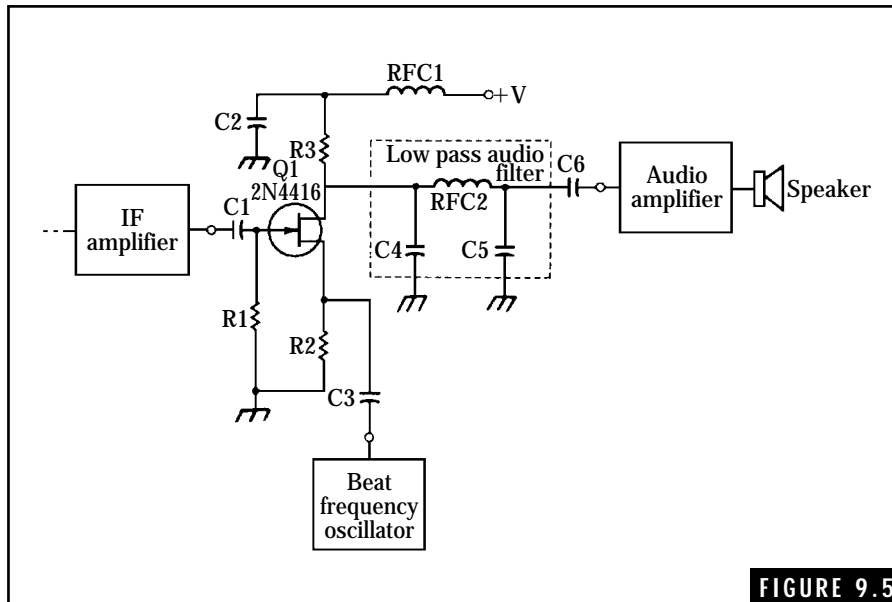 RFC1
+V
C2
R3
Q1
2N4416
Low pass audio
filter
RFC2
C6
Audio
amplifier
Speaker
IF
amplifier
C1
C4
C5
R1
R2
C3
Beat
frequency
oscillator
FIGURE 9.5